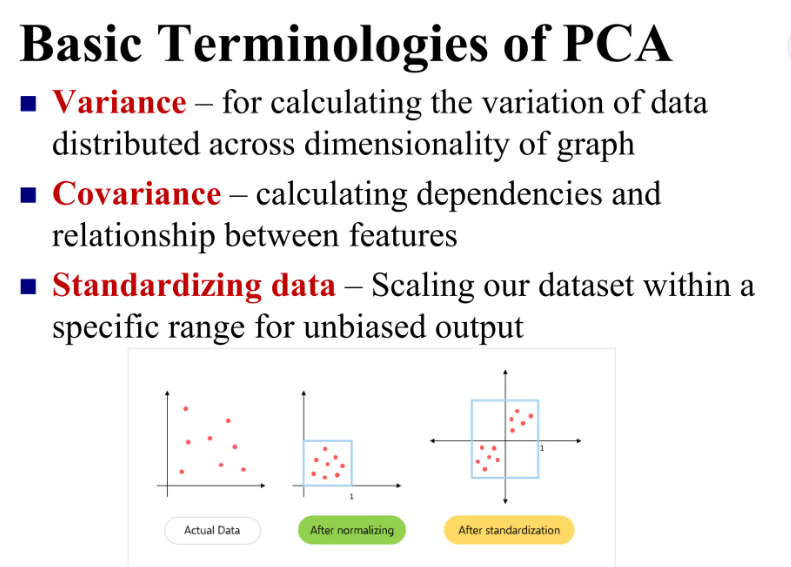 Basic Terminologies of PCA
Variance – for calculating the variation of data
distributed across dimensionality of graph
Covariance – calculating dependencies and
relationship between features
Standardizing data – Scaling our dataset within a
specific range for unbiased output
1
1
Actual Data
After normalizing
After standardization